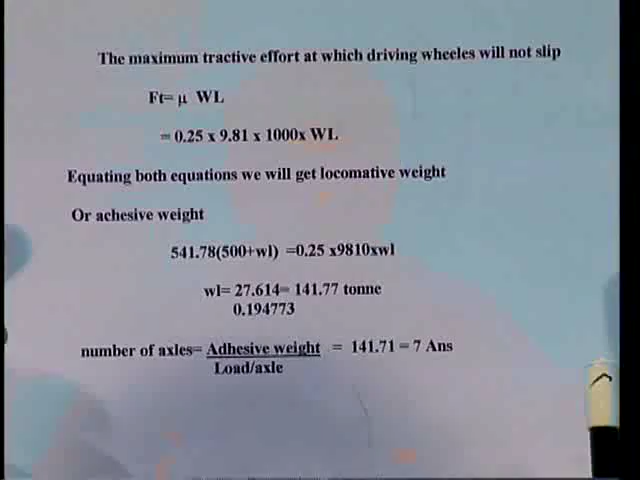 The maximum tractive effort at which driving wheeles will not slip
Ft= μ WL
= 0.25 x 9.81 x 1000x WL
Equating both equations we will get locomative weight
Or achesive weight
541.78(500+wl) =0.25 x9810xwl
wl= 27.614= 141.77 tonne
0.194773
number of axles= Adhesive weight = 141.71 = 7 Ans
Load/axle